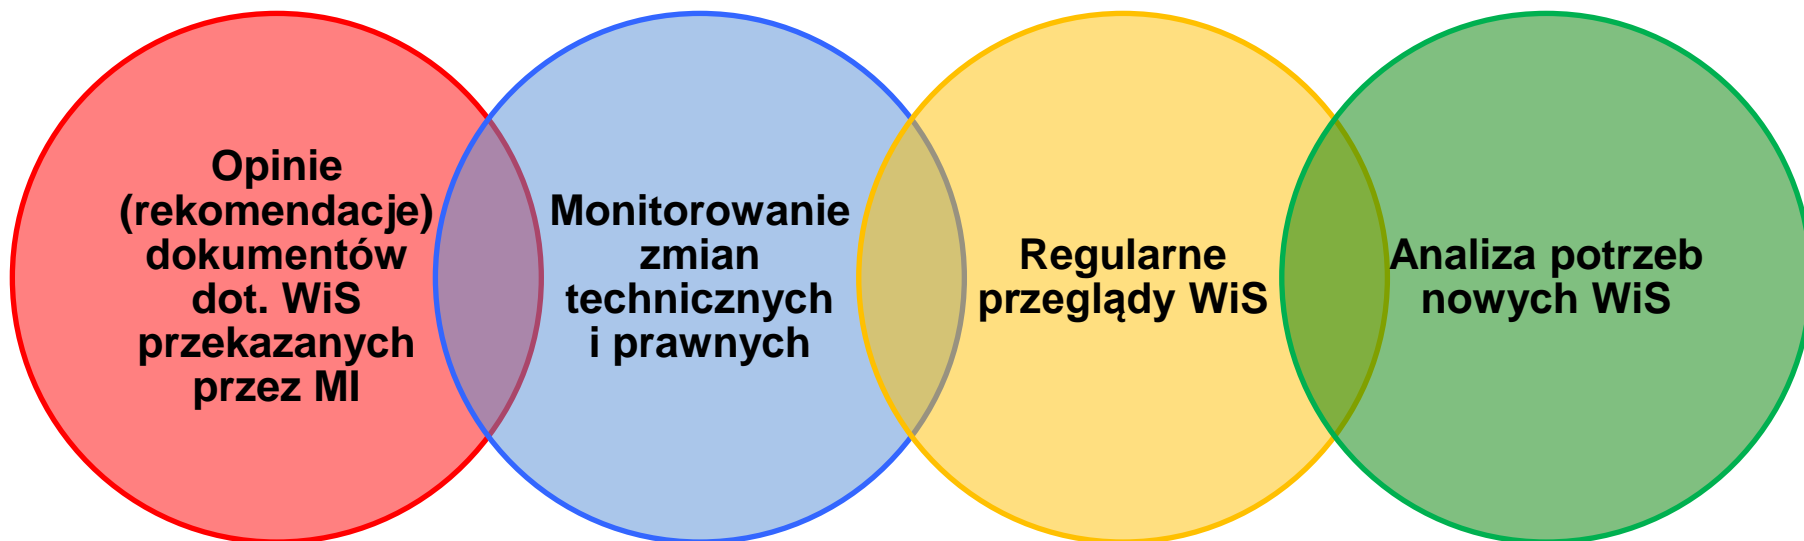 Opinie
(rekomendacje)
dokumentów
dot. WiS
przekazanych
przez MI
Monitorowanie
zmian
technicznych
i prawnych
Regularne
przeglądy WiS
Analiza potrzeb
nowych WiS